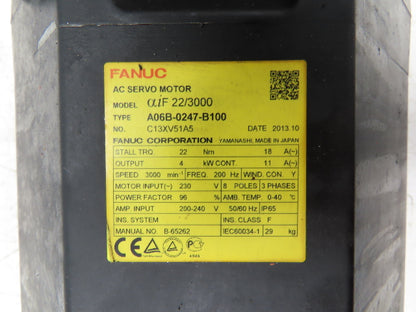 FANUC
AC SERVO MOTOR
MODEL αiF 22/3000
TYPE A06B-0247-B100
NO. C13XV51A5 DATE 2013.10
FANUC CORPORATION YAMANASHI, MADE IN JAPAN
STALL TRQ. 22 Nm 18 A(~)
OUTPUT 4 kW CONT. 11 A(~)
SPEED 3000 min⁻¹ FREQ. 200 Hz WIND. CON. Y
MOTOR INPUT(~) 230 V 8 POLES 3 PHASES
POWER FACTOR 96 % AMB. TEMP. 0-40 ℃
AMP. INPUT 200-240 V 50/60 Hz IP65
INS. SYSTEM INS. CLASS F
MANUAL NO. B-65262 IEC60034-1 29 kg
CE